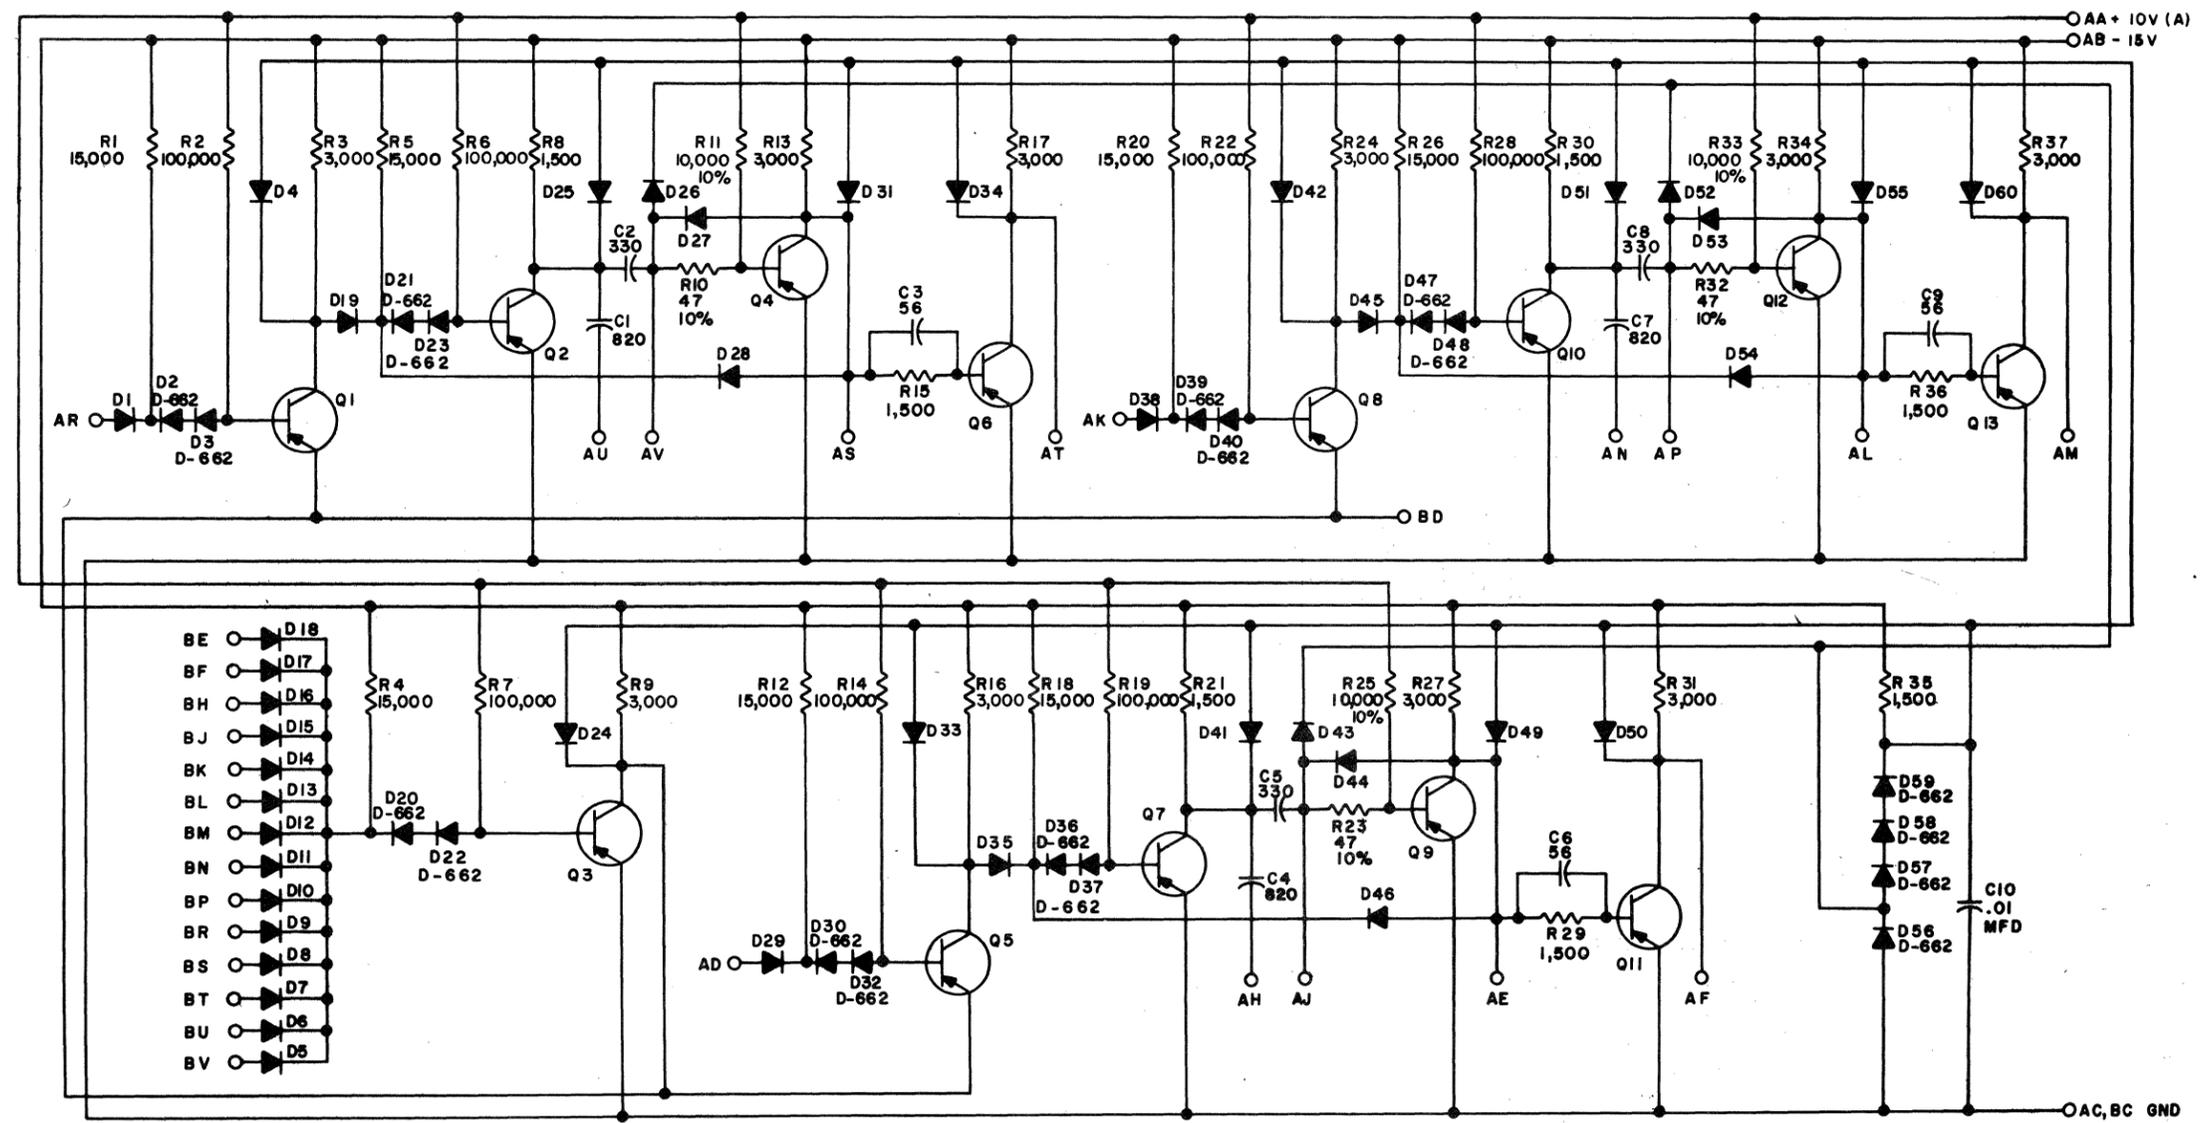 AA + 10V (A)
AB - 15V
R1
15,000
R2
100,000
R3
3,000
R5
15,000
R6
100,000
R8
1,500
R11
10,000
10%
R13
3,000
R17
3,000
R20
15,000
R22
100,000
R24
3,000
R26
15,000
R28
100,000
R30
1,500
R33
10,000
10%
R34
3,000
R37
3,000
D4
D25
D26
D31
D34
D42
D51
D52
D55
D60
D27
D53
C2
330
C8
330
R10
47
10%
Q4
R32
47
10%
Q12
D19
D21
D-662
D23
D-662
Q2
C1
820
C3
56
D28
R15
1,500
Q6
D45
D47
D-662
D48
D-662
Q10
C7
820
C9
56
D54
R36
1,500
Q13
AR
D1
D2
D-662
D3
D-662
Q1
AU
AV
AS
AT
AK
D38
D39
D-662
D40
D-662
Q8
AN
AP
AL
AM
BD
BE
D18
BF
D17
BH
D16
BJ
D15
BK
D14
BL
D13
BM
D12
BN
D11
BP
D10
BR
D9
BS
D8
BT
D7
BU
D6
BV
D5
R4
15,000
R7
100,000
R9
3,000
R12
15,000
R14
100,000
R16
3,000
R18
15,000
R19
100,000
R21
1,500
R25
10,000
10%
R27
3,000
R31
3,000
R35
1,500
D24
D33
D41
D43
D49
D50
D44
D20
D-662
D22
D-662
Q3
C5
330
R23
47
10%
Q9
Q7
D35
D36
D-662
D37
D-662
C4
820
C6
56
D46
R29
1,500
Q11
D59
D-662
D58
D-662
D57
D-662
D56
D-662
C10
.01
MFD
AD
D29
D30
D-662
D32
D-662
Q5
AH
AJ
AE
AF
AC, BC GND